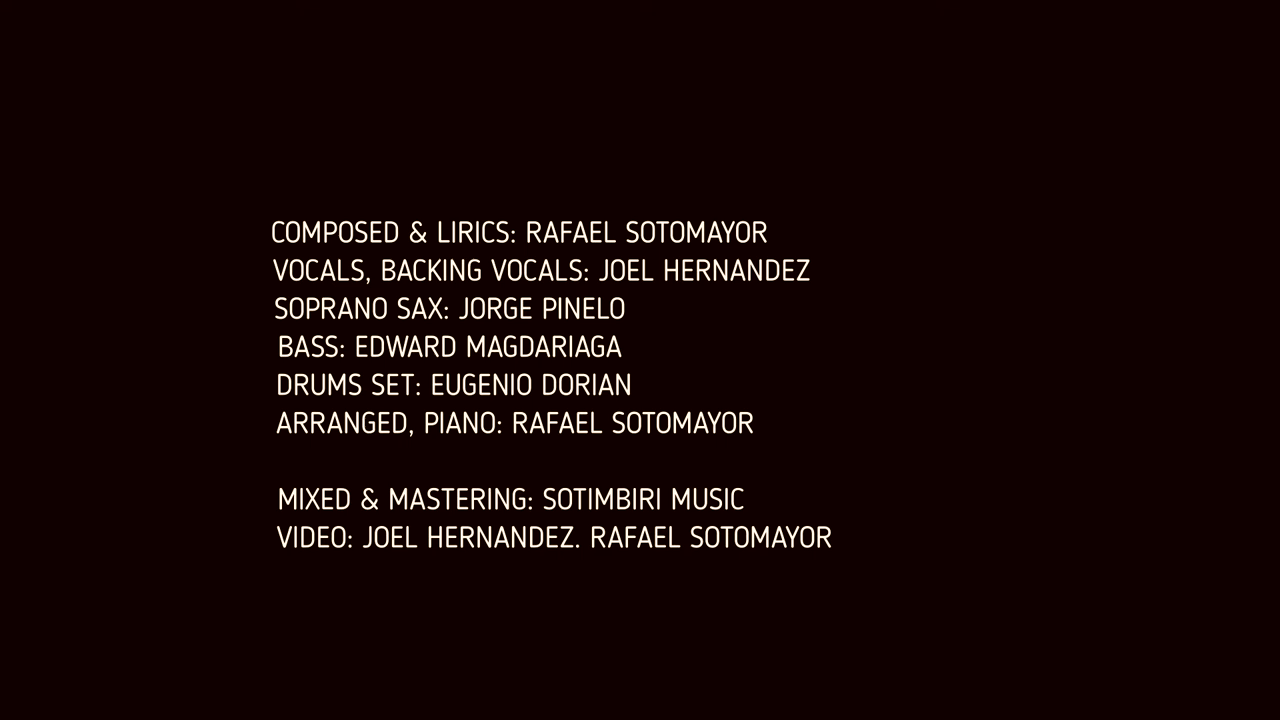 COMPOSED & LIRICS: RAFAEL SOTOMAYOR
VOCALS, BACKING VOCALS: JOEL HERNANDEZ
SOPRANO SAX: JORGE PINELO
BASS: EDWARD MAGDARIAGA
DRUMS SET: EUGENIO DORIAN
ARRANGED, PIANO: RAFAEL SOTOMAYOR
MIXED & MASTERING: SOTIMBIRI MUSIC
VIDEO: JOEL HERNANDEZ. RAFAEL SOTOMAYOR